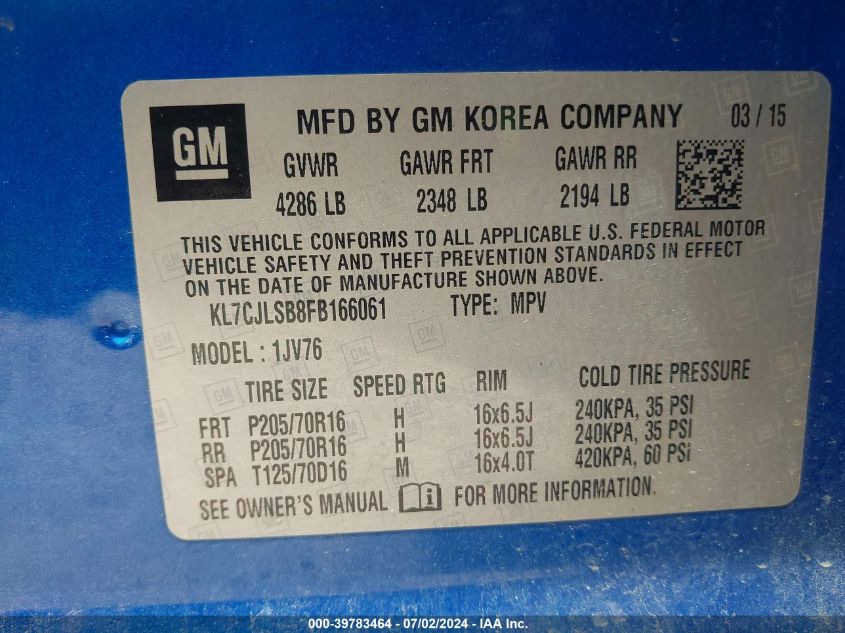 GM
MFD BY GM KOREA COMPANY 03 / 15
GVWR GAWR FRT GAWR RR
4286 LB 2348 LB 2194 LB
THIS VEHICLE CONFORMS TO ALL APPLICABLE U.S. FEDERAL MOTOR
VEHICLE SAFETY AND THEFT PREVENTION STANDARDS IN EFFECT
ON THE DATE OF MANUFACTURE SHOWN ABOVE.
KL7CJLSB8FB166061 TYPE: MPV
MODEL : 1JV76
TIRE SIZE SPEED RTG RIM COLD TIRE PRESSURE
FRT P205/70R16 H 16x6.5J 240KPA, 35 PSI
RR P205/70R16 H 16x6.5J 240KPA, 35 PSI
SPA T125/70D16 M 16x4.0T 420KPA, 60 PSi
SEE OWNER'S MANUAL i FOR MORE INFORMATION.
000-39783464 - 07/02/2024 - IAA Inc.